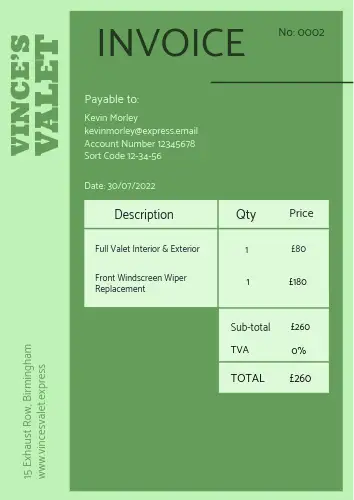 VINCE'S
VALET
INVOICE
No: 0002
Payable to:
Kevin Morley
kevinmorley@express.email
Account Number 12345678
Sort Code 12-34-56
Date: 30/07/2022
Description Qty Price
Full Valet Interior & Exterior 1 £80
Front Windscreen Wiper
Replacement 1 £180
Sub-total £260
TVA 0%
TOTAL £260
15 Exhaust Row, Birmingham
www.vincesvalet.express